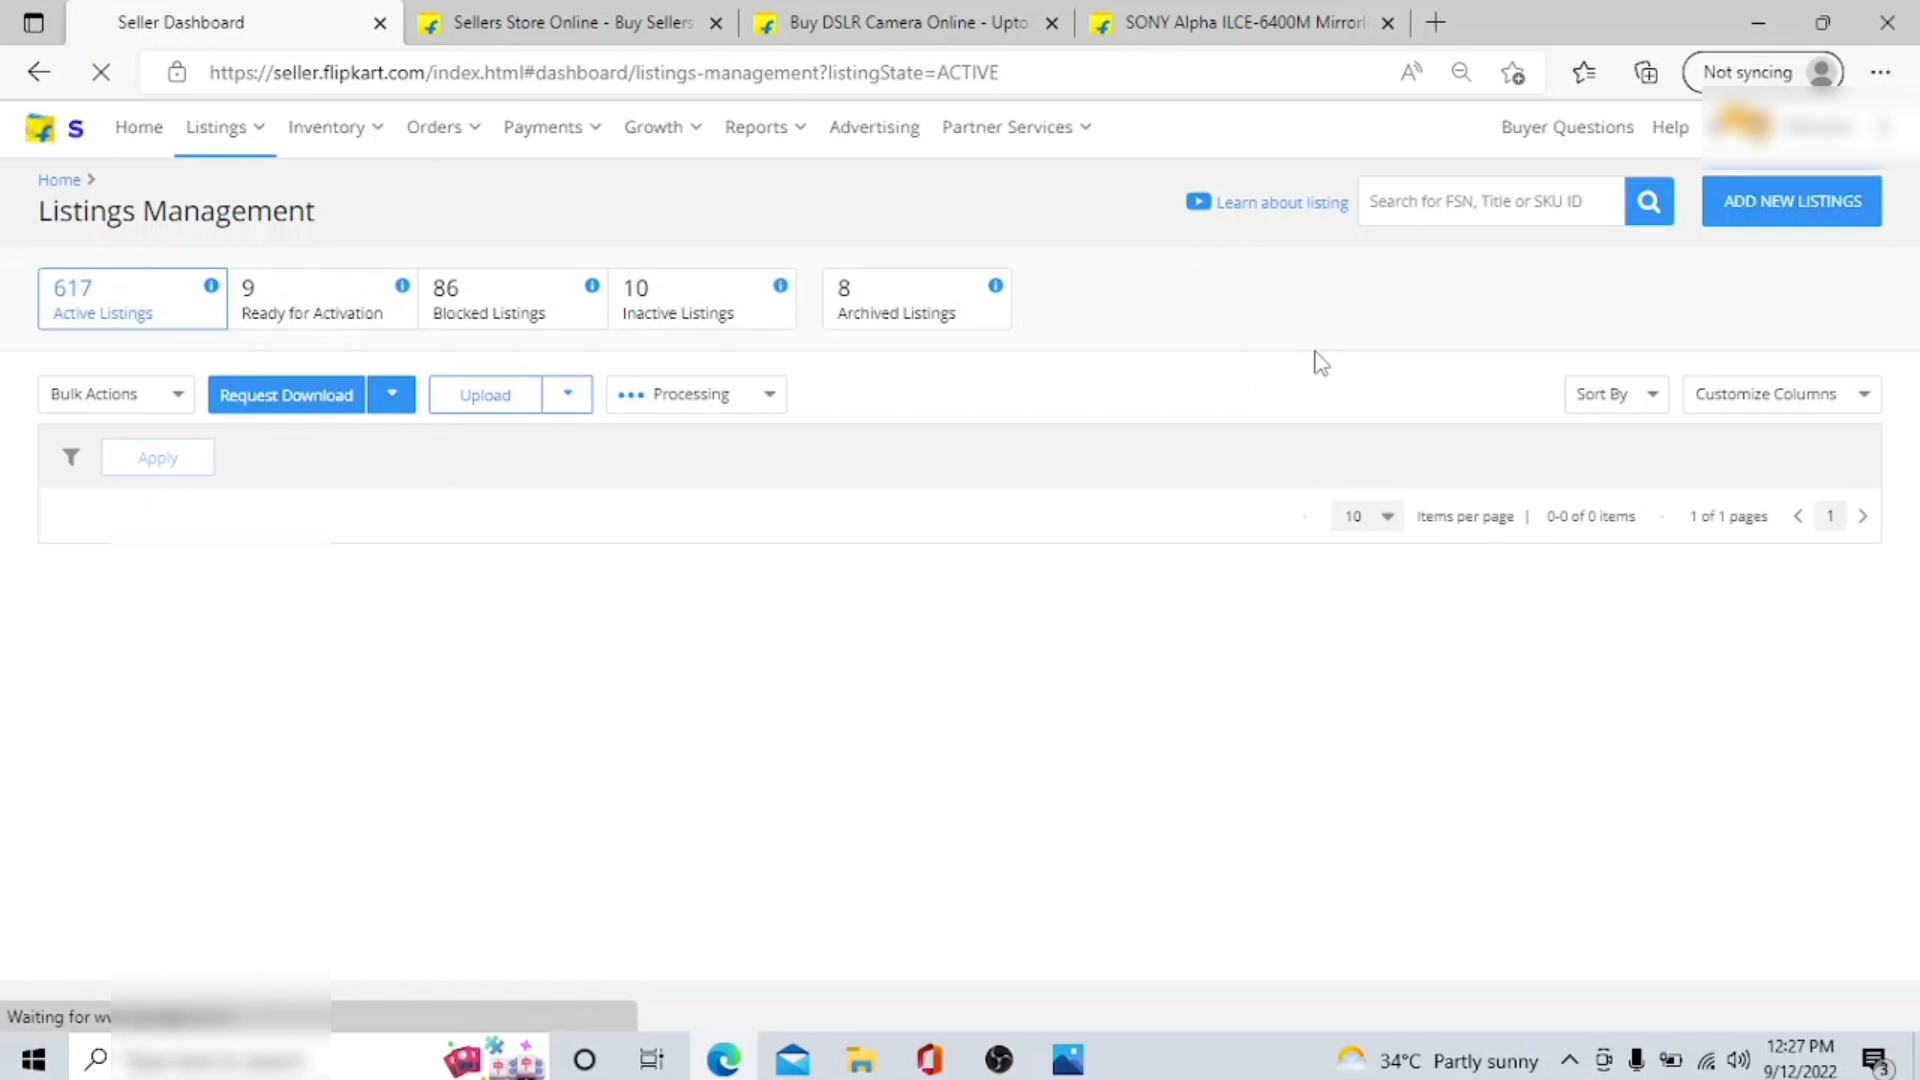 Seller Dashboard
Sellers Store Online - Buy Sellers
Buy DSLR Camera Online - Upto
SONY Alpha ILCE-6400M Mirrorl
https://seller.flipkart.com/index.html#dashboard/listings-management?listingState=ACTIVE
Not syncing
S Home Listings Inventory Orders Payments Growth Reports Advertising Partner Services Buyer Questions Help
Home
Listings Management
Learn about listing
Search for FSN, Title or SKU ID
ADD NEW LISTINGS
617
Active Listings
9
Ready for Activation
86
Blocked Listings
10
Inactive Listings
8
Archived Listings
Bulk Actions Request Download Upload Processing Sort By Customize Columns
Apply
10 Items per page | 0-0 of 0 items 1 of 1 pages 1
Waiting for
34°C Partly sunny
12:27 PM
9/12/2022
3